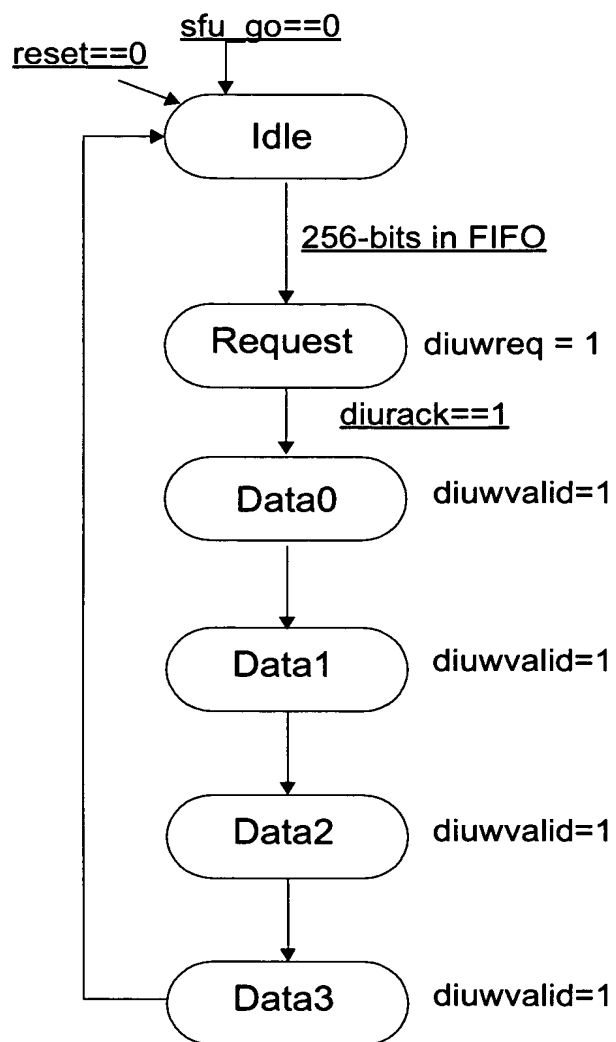 sfu_go==0
reset==0
Idle
256-bits in FIFO
Request
diuwreq = 1
diurack==1
Data0
diuwvalid=1
Data1
diuwvalid=1
Data2
diuwvalid=1
Data3
diuwvalid=1